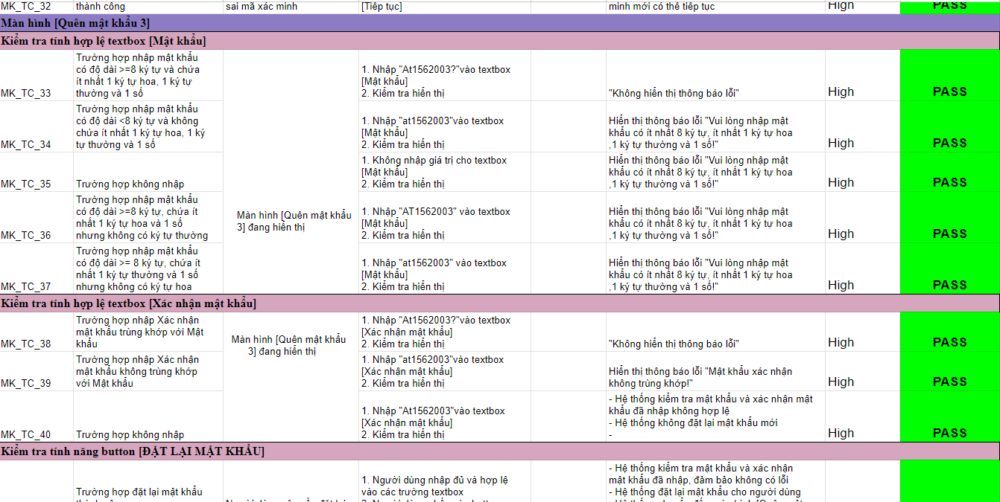 MK_TC_32
thành công
sai mã xác minh
[Tiếp tục]
minh mới có thể tiếp tục
High
PASS
Màn hình [Quên mật khẩu 3]
Kiểm tra tính hợp lệ textbox [Mật khẩu]
MK_TC_33
Trường hợp nhập mật khẩu
có độ dài >=8 ký tự và chứa
ít nhất 1 ký tự hoa, 1 ký tự
thường và 1 số
Màn hình [Quên mật khẩu
3] đang hiển thị
1. Nhập "At1562003?"vào textbox
[Mật khẩu]
2. Kiểm tra hiển thị
"Không hiển thị thông báo lỗi"
High
PASS
MK_TC_34
Trường hợp nhập mật khẩu
có độ dài <8 ký tự và không
chứa ít nhất 1 ký tự hoa, 1 ký
tự thường và 1 số
1. Nhập "at1562003"vào textbox
[Mật khẩu]
2. Kiểm tra hiển thị
Hiển thị thông báo lỗi "Vui lòng nhập mật
khẩu có ít nhất 8 ký tự, ít nhất 1 ký tự hoa
,1 ký tự thường và 1 số!"
High
PASS
MK_TC_35
Trường hợp không nhập
1. Không nhập giá trị cho textbox
[Mật khẩu]
2. Kiểm tra hiển thị
Hiển thị thông báo lỗi "Vui lòng nhập mật
khẩu có ít nhất 8 ký tự, ít nhất 1 ký tự hoa
,1 ký tự thường và 1 số!"
High
PASS
MK_TC_36
Trường hợp nhập mật khẩu
có độ dài >=8 ký tự, chứa ít
nhất 1 ký tự hoa và 1 số
nhưng không có ký tự thường
1. Nhập "AT1562003" vào textbox
[Mật khẩu]
2. Kiểm tra hiển thị
Hiển thị thông báo lỗi "Vui lòng nhập mật
khẩu có ít nhất 8 ký tự, ít nhất 1 ký tự hoa
,1 ký tự thường và 1 số!"
High
PASS
MK_TC_37
Trường hợp nhập mật khẩu
có độ dài >= 8 ký tự, chứa ít
nhất 1 ký tự thường và 1 số
nhưng không có ký tự hoa
1. Nhập "at1562003" vào textbox
[Mật khẩu]
2. Kiểm tra hiển thị
Hiển thị thông báo lỗi "Vui lòng nhập mật
khẩu có ít nhất 8 ký tự, ít nhất 1 ký tự hoa
,1 ký tự thường và 1 số!"
High
PASS
Kiểm tra tính hợp lệ textbox [Xác nhận mật khẩu]
MK_TC_38
Trường hợp nhập Xác nhận
mật khẩu trùng khớp với Mật
khẩu
Màn hình [Quên mật khẩu
3] đang hiển thị
1. Nhập "At1562003?"vào textbox
[Xác nhận mật khẩu]
2. Kiểm tra hiển thị
"Không hiển thị thông báo lỗi"
High
PASS
MK_TC_39
Trường hợp nhập Xác nhận
mật khẩu không trùng khớp
với Mật khẩu
1. Nhập "at1562003"vào textbox
[Xác nhận mật khẩu]
2. Kiểm tra hiển thị
Hiển thị thông báo lỗi "Mật khẩu xác nhận
không trùng khớp!"
High
PASS
MK_TC_40
Trường hợp không nhập
1. Nhập "At1562003"vào textbox
[Xác nhận mật khẩu]
2. Kiểm tra hiển thị
- Hệ thống kiểm tra mật khẩu và xác nhận mật
khẩu đã nhập không hợp lệ
- Hệ thống không đặt lại mật khẩu mới
-
High
PASS
Kiểm tra tính năng button [ĐẶT LẠI MẬT KHẨU]
Trường hợp đặt lại mật khẩu
1. Người dùng nhập đủ và hợp lệ
vào các trường textbox
- Hệ thống kiểm tra mật khẩu và xác nhận
mật khẩu đã nhập, đảm bảo không có lỗi
- Hệ thống đặt lại mật khẩu cho người dùng